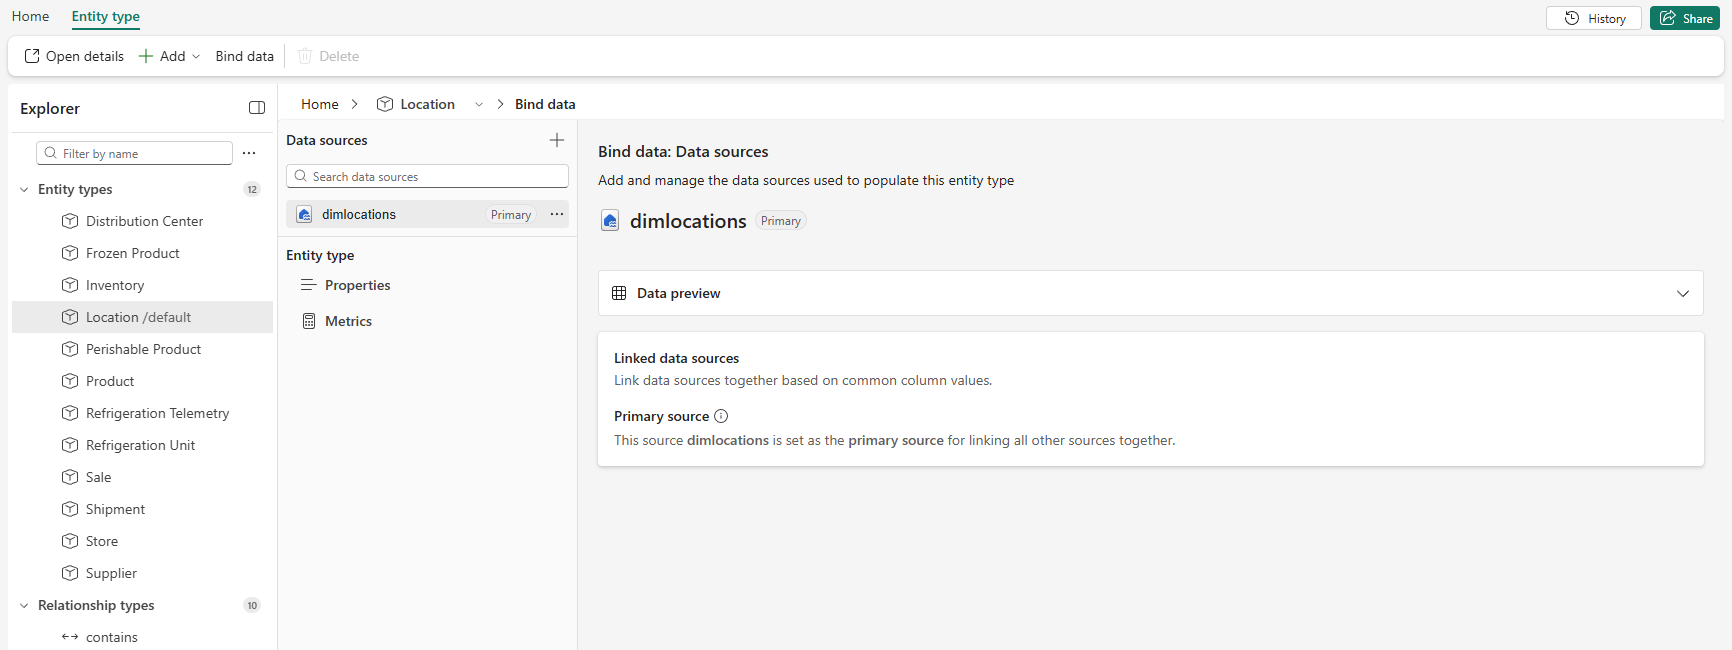 Home Entity type
History Share
Open details Add Bind data Delete
Explorer
Filter by name
Entity types 12
Distribution Center
Frozen Product
Inventory
Location /default
Perishable Product
Product
Refrigeration Telemetry
Refrigeration Unit
Sale
Shipment
Store
Supplier
Relationship types 10
contains
Home Location Bind data
Data sources
Search data sources
dimlocations Primary
Entity type
Properties
Metrics
Bind data: Data sources
Add and manage the data sources used to populate this entity type
dimlocations Primary
Data preview
Linked data sources
Link data sources together based on common column values.
Primary source
This source dimlocations is set as the primary source for linking all other sources together.